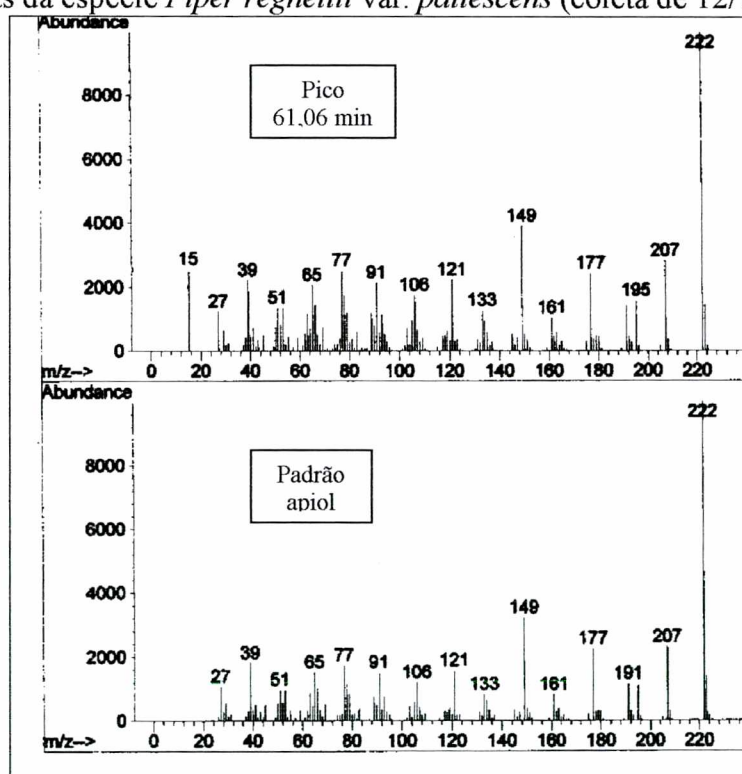 da espécie Piper regnellii var. pallescens (coleta de 12/
Abundance
222
8000
Pico
61,06 min
6000
4000
149
15 39 65 77 91 106 121 177 207
2000
27 51 133 161 195
0
m/z--> 0 20 40 60 80 100 120 140 160 180 200 220
Abundance
222
8000
Padrão
apiol
6000
4000
149
2000
27 39 51 65 77 91 106 121 133 161 177 191 207
0
m/z--> 0 20 40 60 80 100 120 140 160 180 200 220